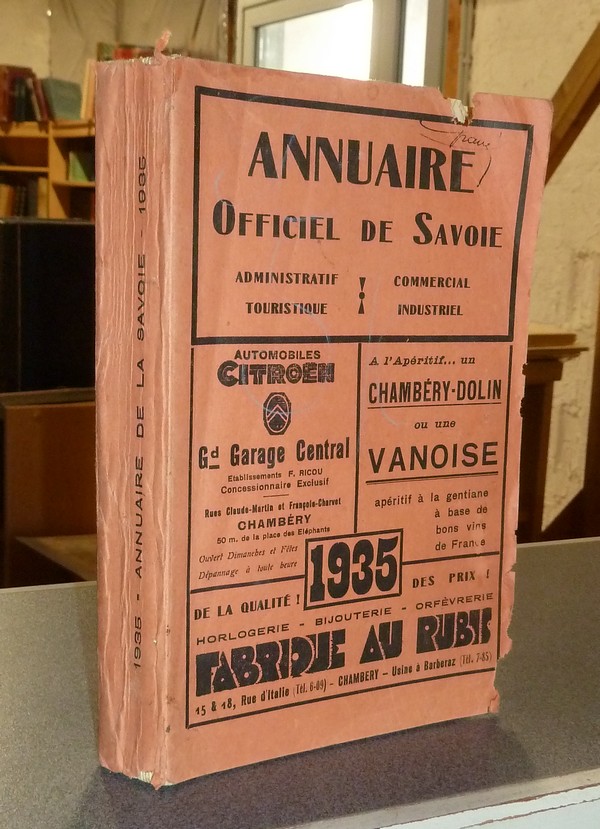 1935 - ANNUAIRE DE LA SAVOIE - 1935
ANNUAIRE
OFFICIEL DE SAVOIE
ADMINISTRATIF
TOURISTIQUE
COMMERCIAL
INDUSTRIEL
AUTOMOBILES
CITROËN
Gd Garage Central
Etablissements F. RICOU
Concessionnaire Exclusif
Rues Claude-Martin et François-Charvet
CHAMBÉRY
50 m. de la place des Eléphants
Ouvert Dimanches et Fêtes
Dépannage à toute heure
A l'Apéritif... un
CHAMBÉRY-DOLIN
ou une
VANOISE
apéritif à la gentiane
à base de
bons vins
de France
1935
DE LA QUALITÉ !
DES PRIX !
HORLOGERIE - BIJOUTERIE - ORFÈVRERIE
FABRIQUE AU RUBIS
15 & 18, Rue d'Italie (Tél. 6-09) - CHAMBERY - Usine à Barberaz (Tél. 7-85)